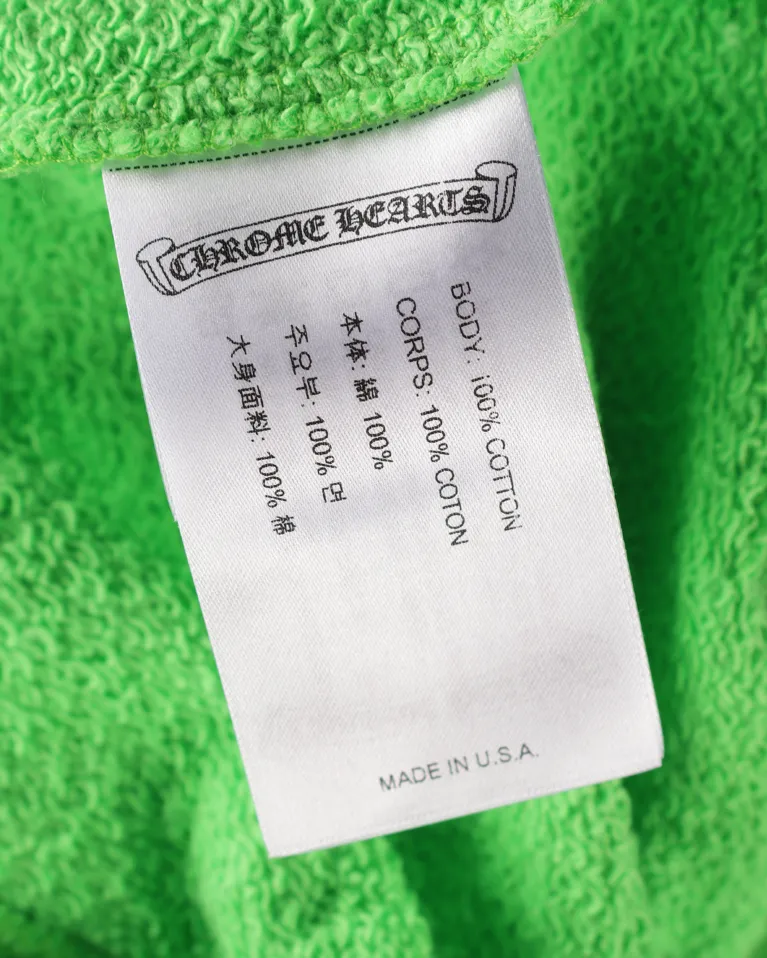 CHROME HEARTS
BODY: 100% COTTON
CORPS: 100% COTON
本体: 綿 100%
주요부: 100% 면
大身面料: 100% 棉
MADE IN U.S.A.